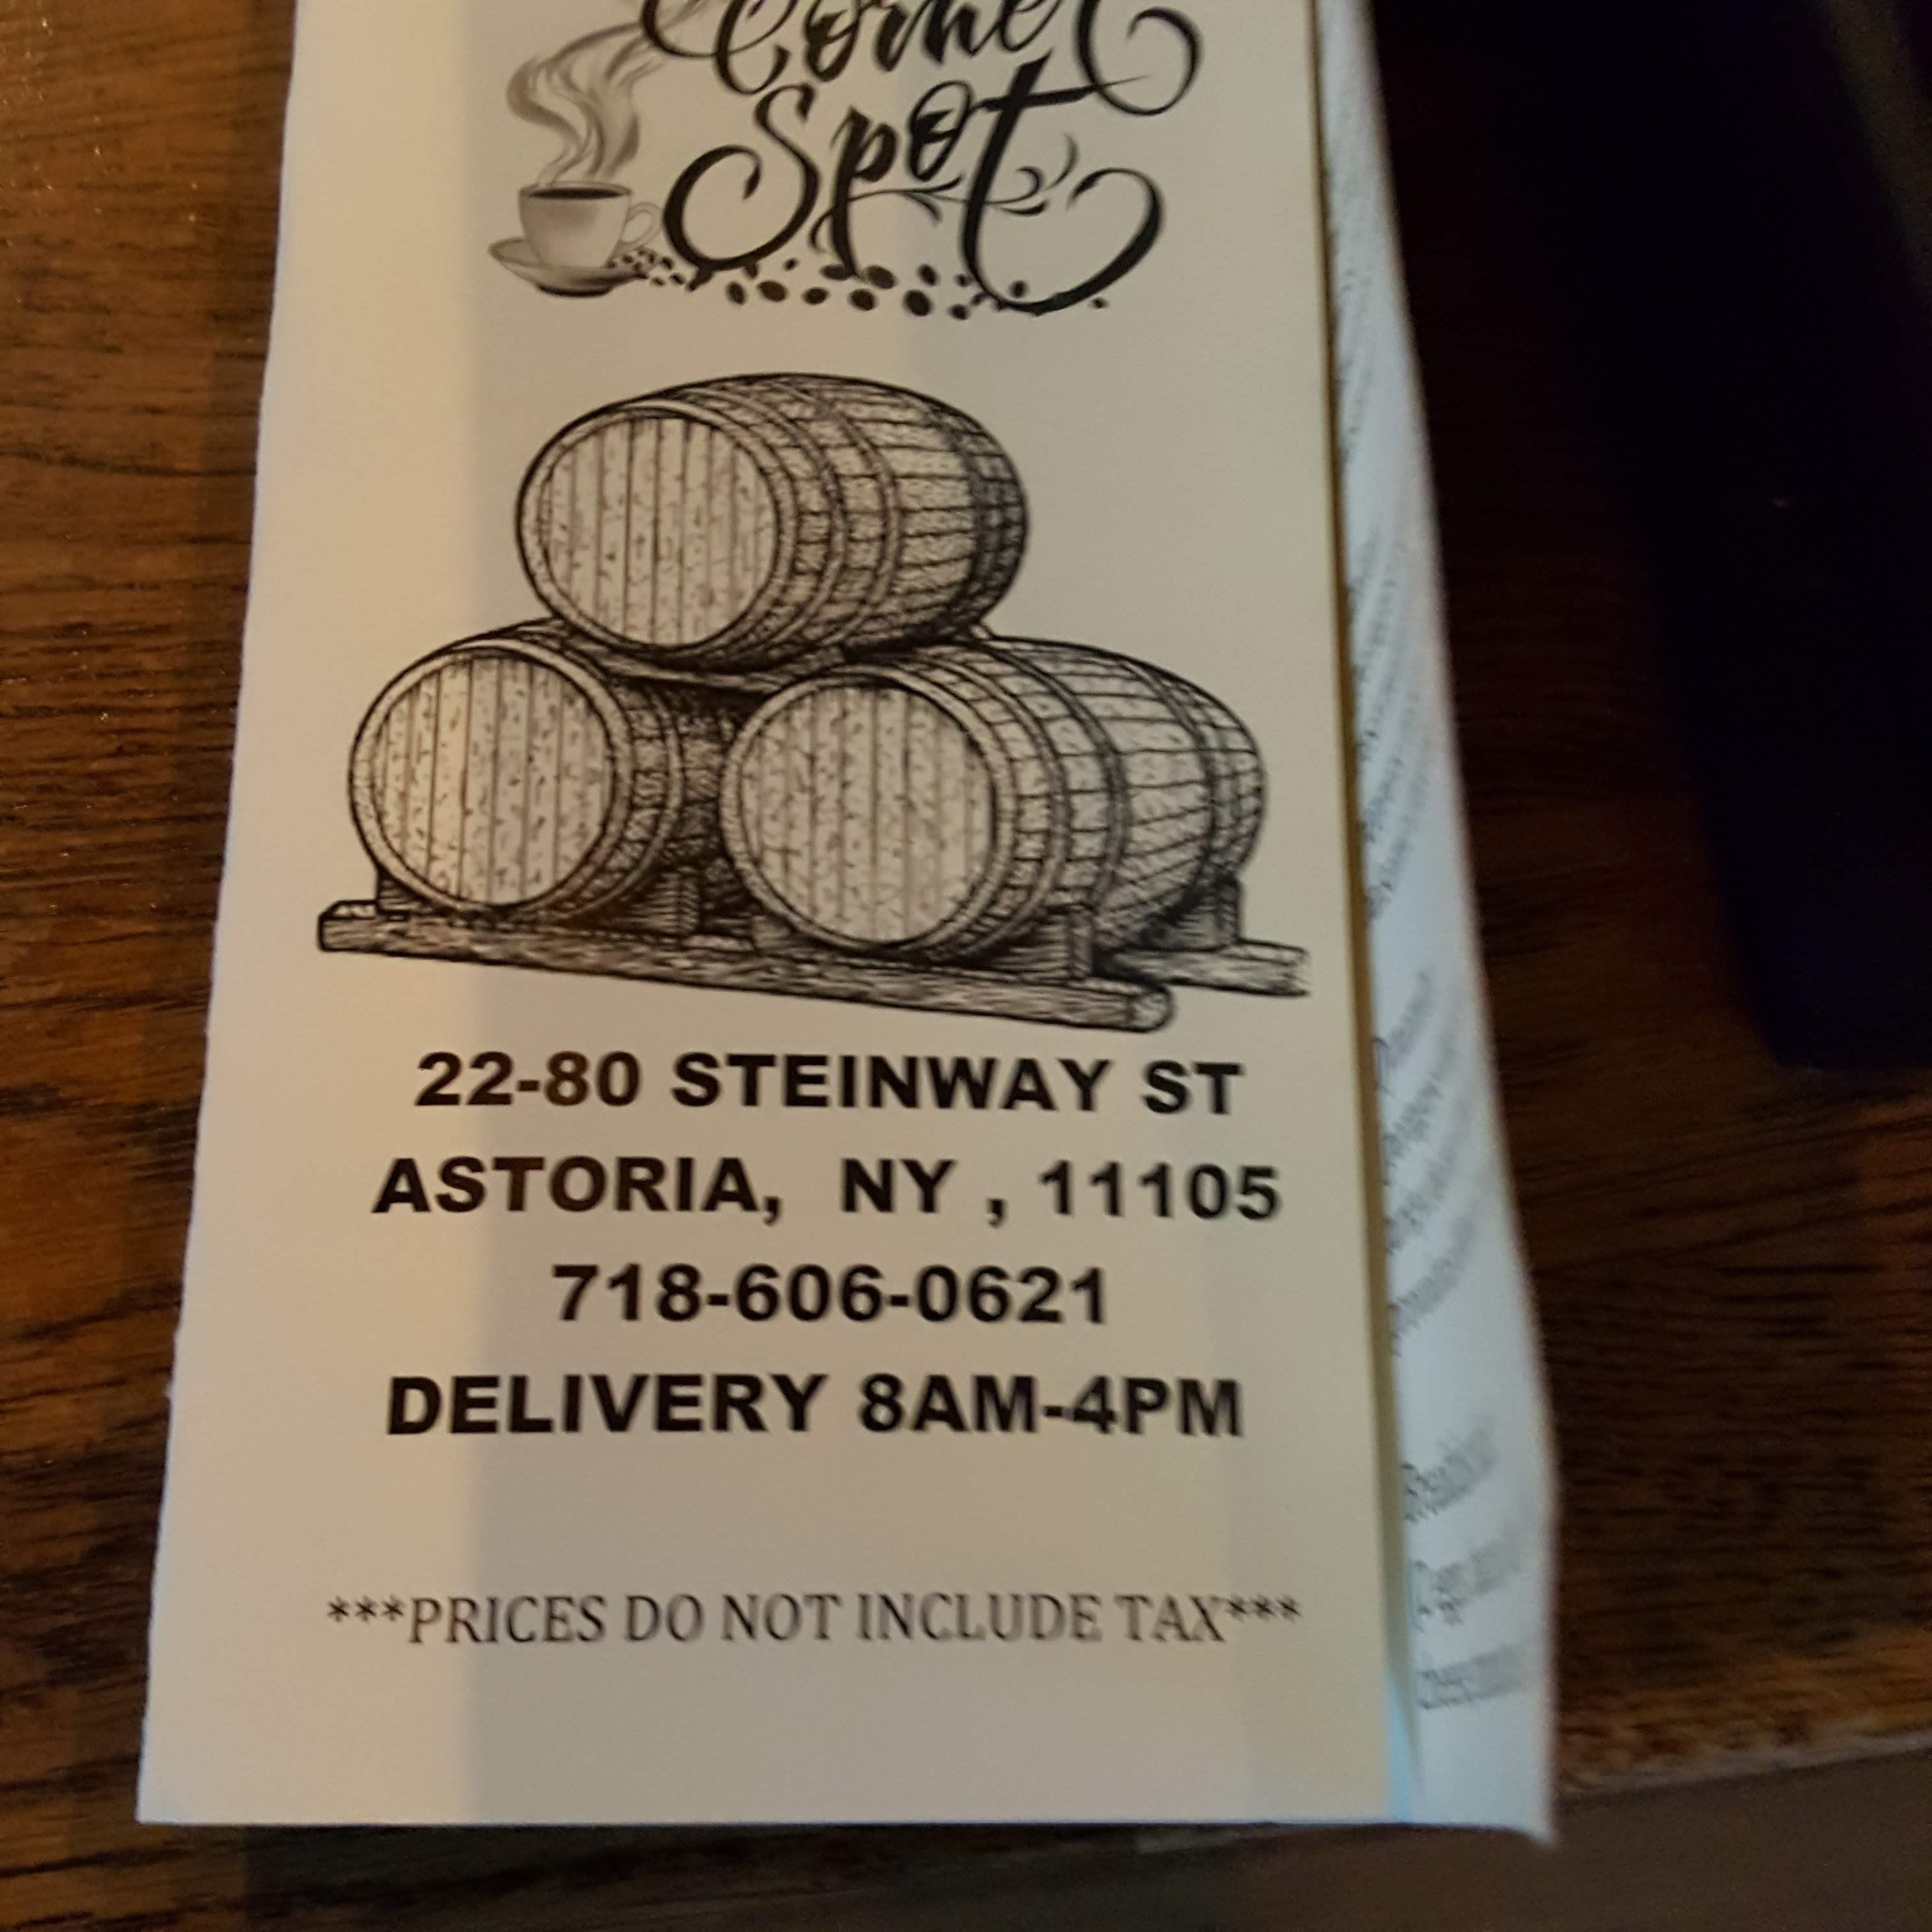 Corner
Spot
22-80 STEINWAY ST
ASTORIA, NY , 11105
718-606-0621
DELIVERY 8AM-4PM
***PRICES DO NOT INCLUDE TAX***